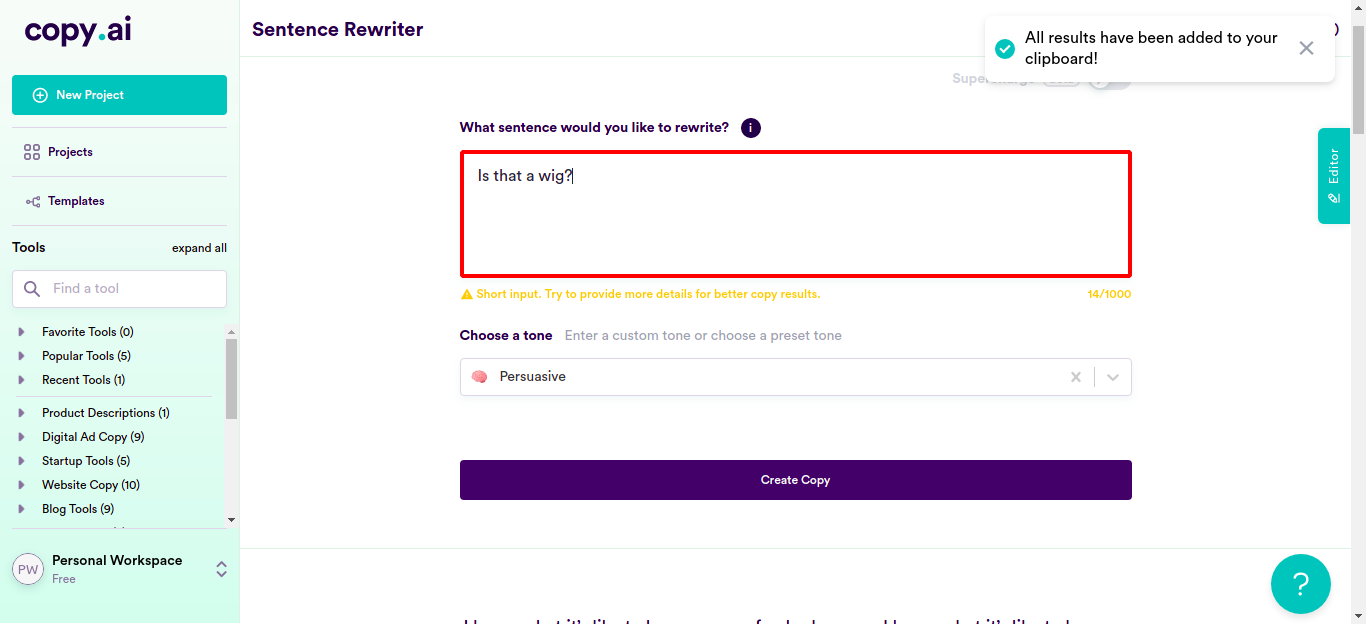 copy.ai
New Project
Projects
Templates
Tools expand all
Find a tool
Favorite Tools (0)
Popular Tools (5)
Recent Tools (1)
Product Descriptions (1)
Digital Ad Copy (9)
Startup Tools (5)
Website Copy (10)
Blog Tools (9)
PW
Personal Workspace
Free
Sentence Rewriter
All results have been added to your
clipboard!
What sentence would you like to rewrite? i
Is that a wig?
Short input. Try to provide more details for better copy results. 14/1000
Choose a tone Enter a custom tone or choose a preset tone
Persuasive
Create Copy
Editor
?